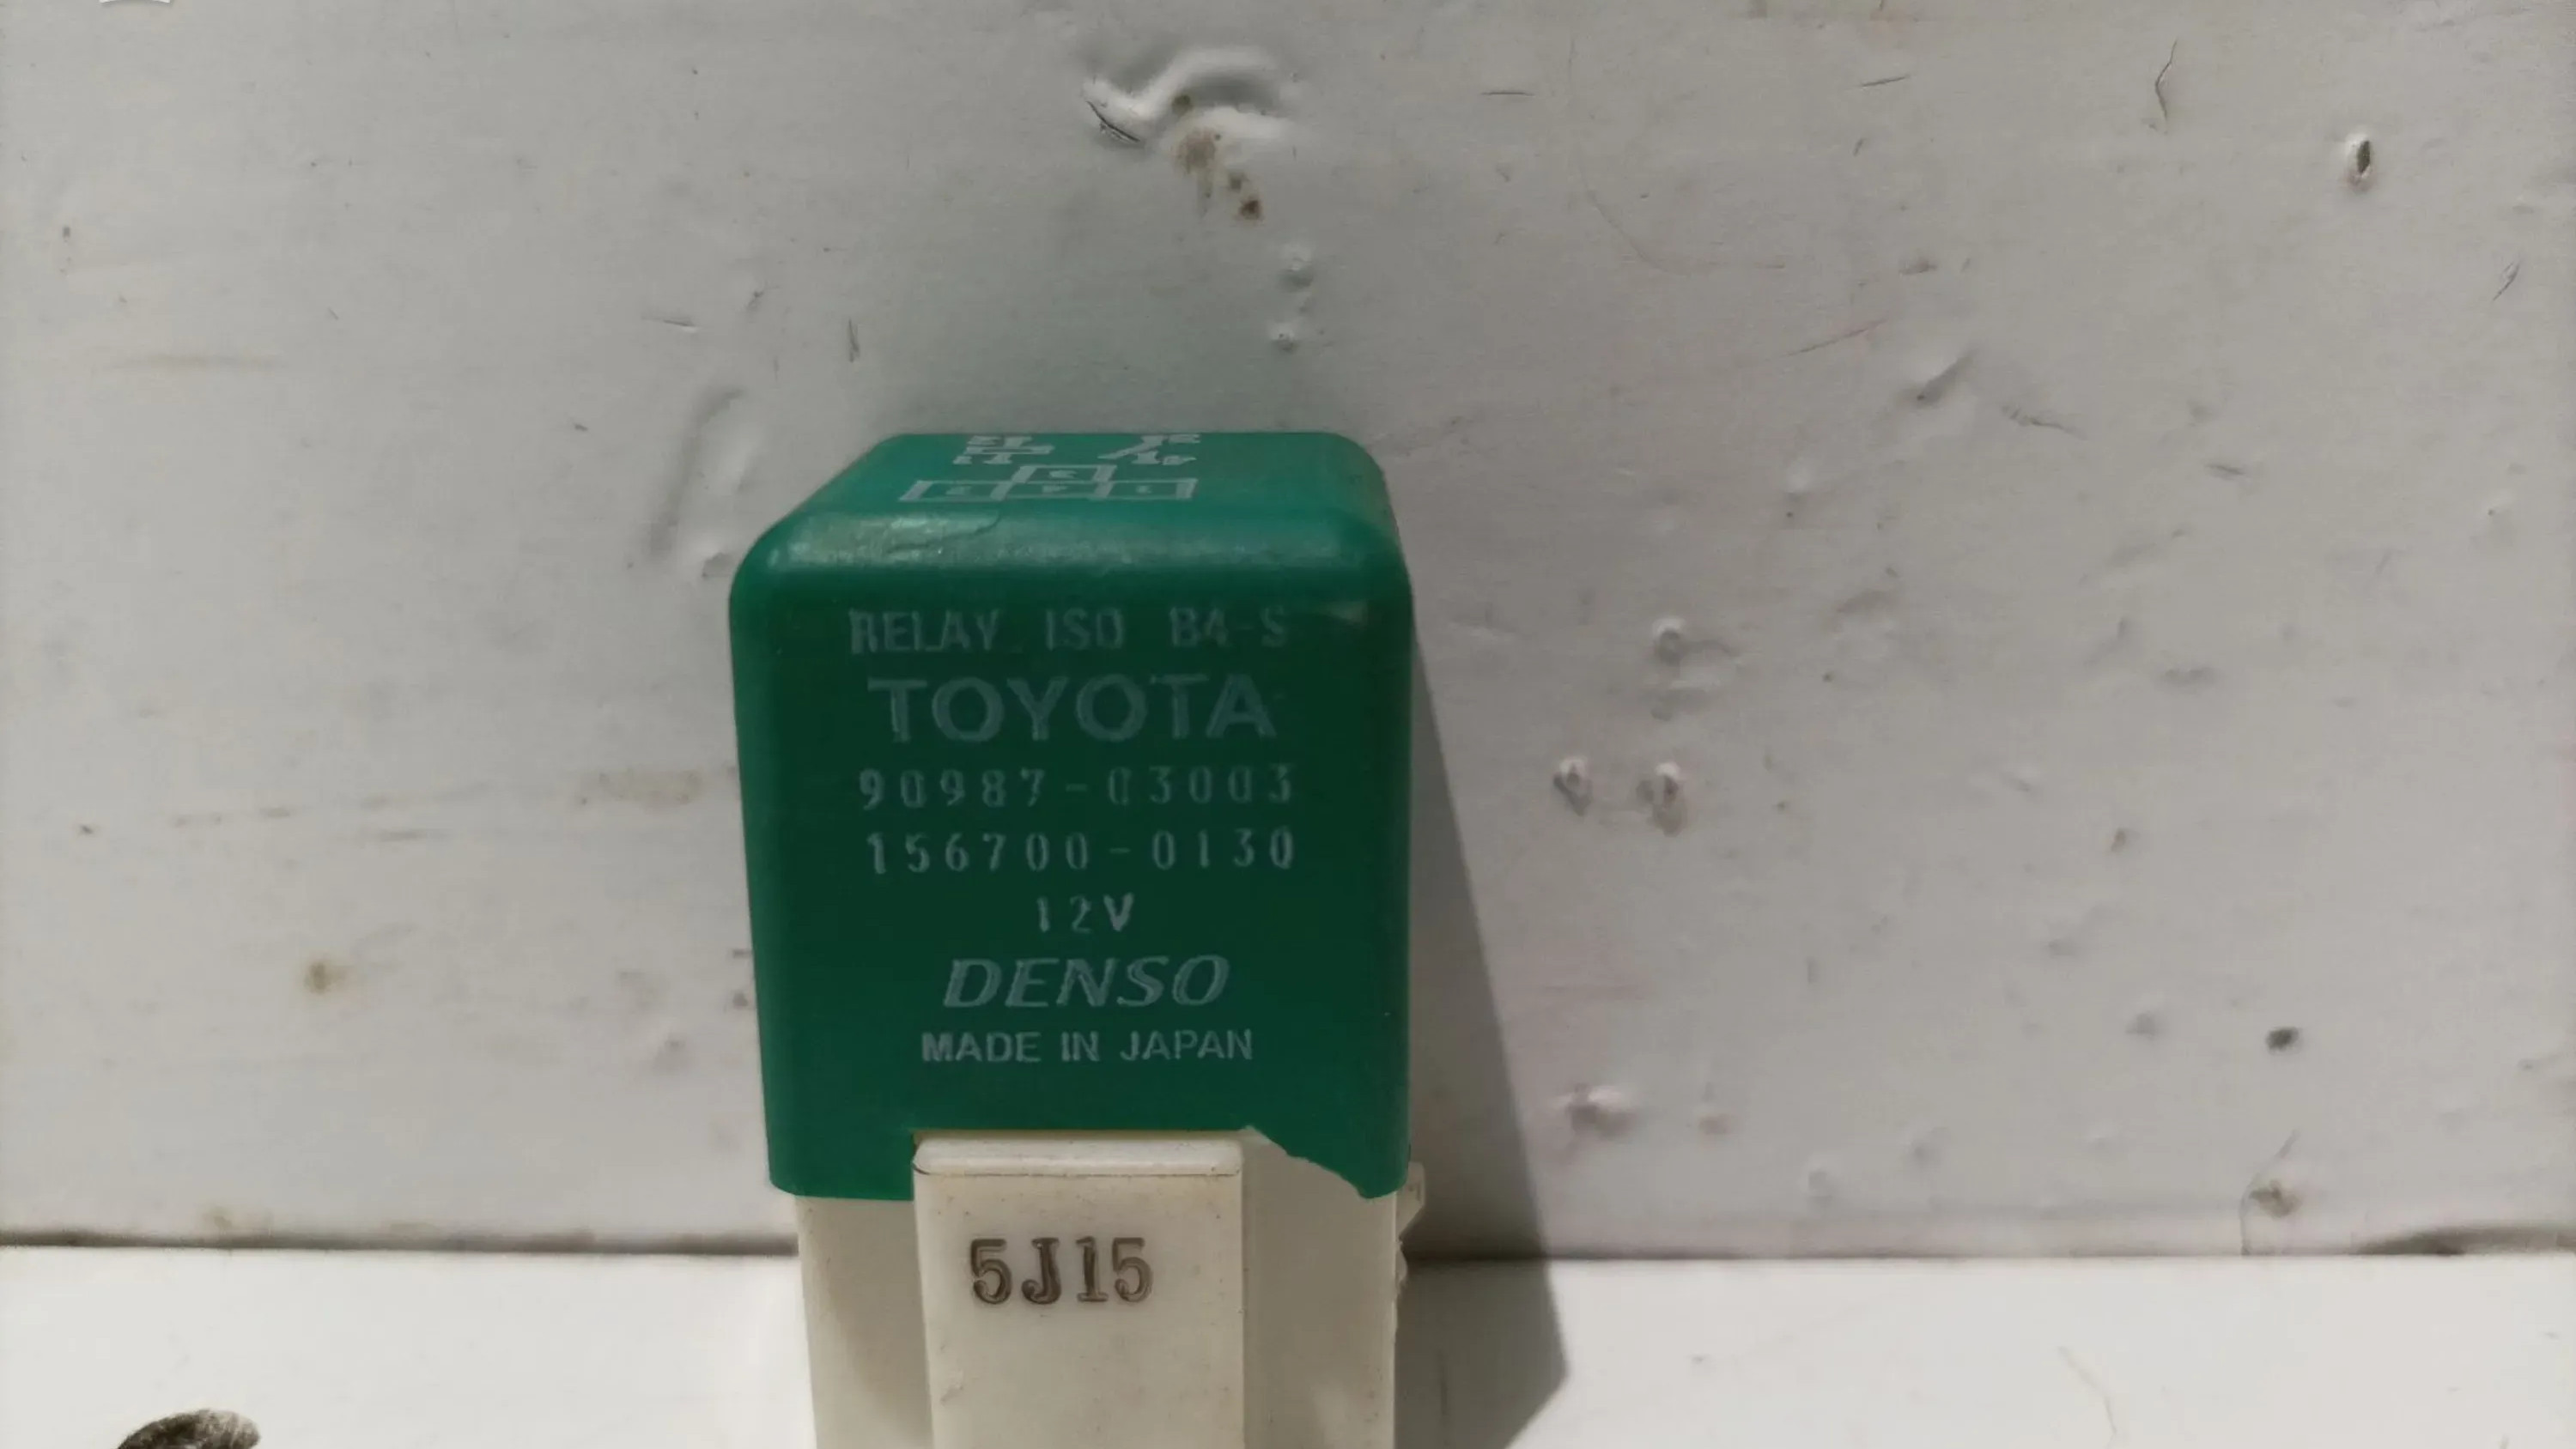 RELAY ISO B4-S
TOYOTA
90987-03003
156700-0130
12V
DENSO
MADE IN JAPAN
5J15